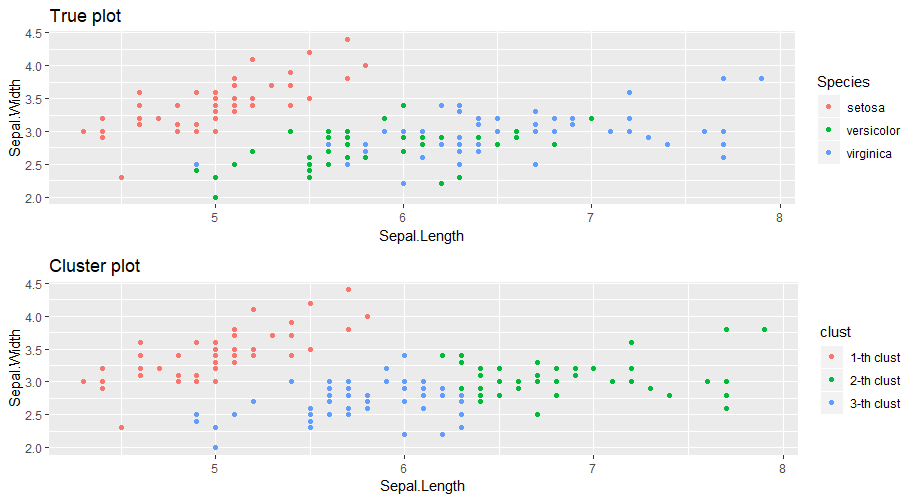 True plot
Sepal.Width
4.5
4.0
3.5
3.0
2.5
2.0
5
6
7
8
Sepal.Length
Species
setosa
versicolor
virginica
Cluster plot
Sepal.Width
4.5
4.0
3.5
3.0
2.5
2.0
5
6
7
8
Sepal.Length
clust
1-th clust
2-th clust
3-th clust